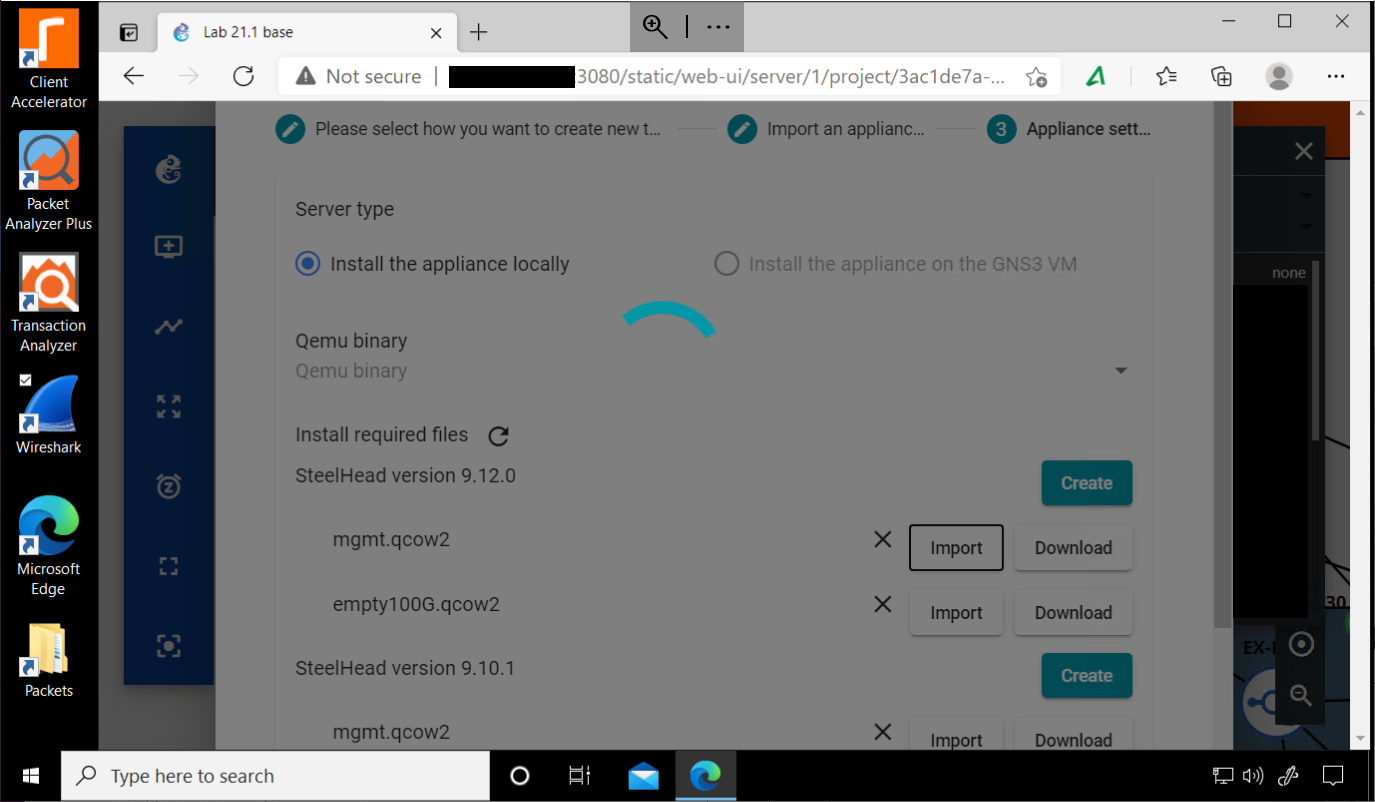 Client
Accelerator
Packet
Analyzer Plus
Transaction
Analyzer
Wireshark
Microsoft
Edge
Packets
Lab 21.1 base
Not secure
3080/static/web-ui/server/1/project/3ac1de7a-...
Please select how you want to create new t...
Import an applianc...
3
Appliance sett...
Server type
Install the appliance locally
Install the appliance on the GNS3 VM
none
Qemu binary
Qemu binary
Install required files
SteelHead version 9.12.0
Create
mgmt.qcow2
Import
Download
empty100G.qcow2
Import
Download
SteelHead version 9.10.1
Create
mgmt.qcow2
Import
Download
Type here to search